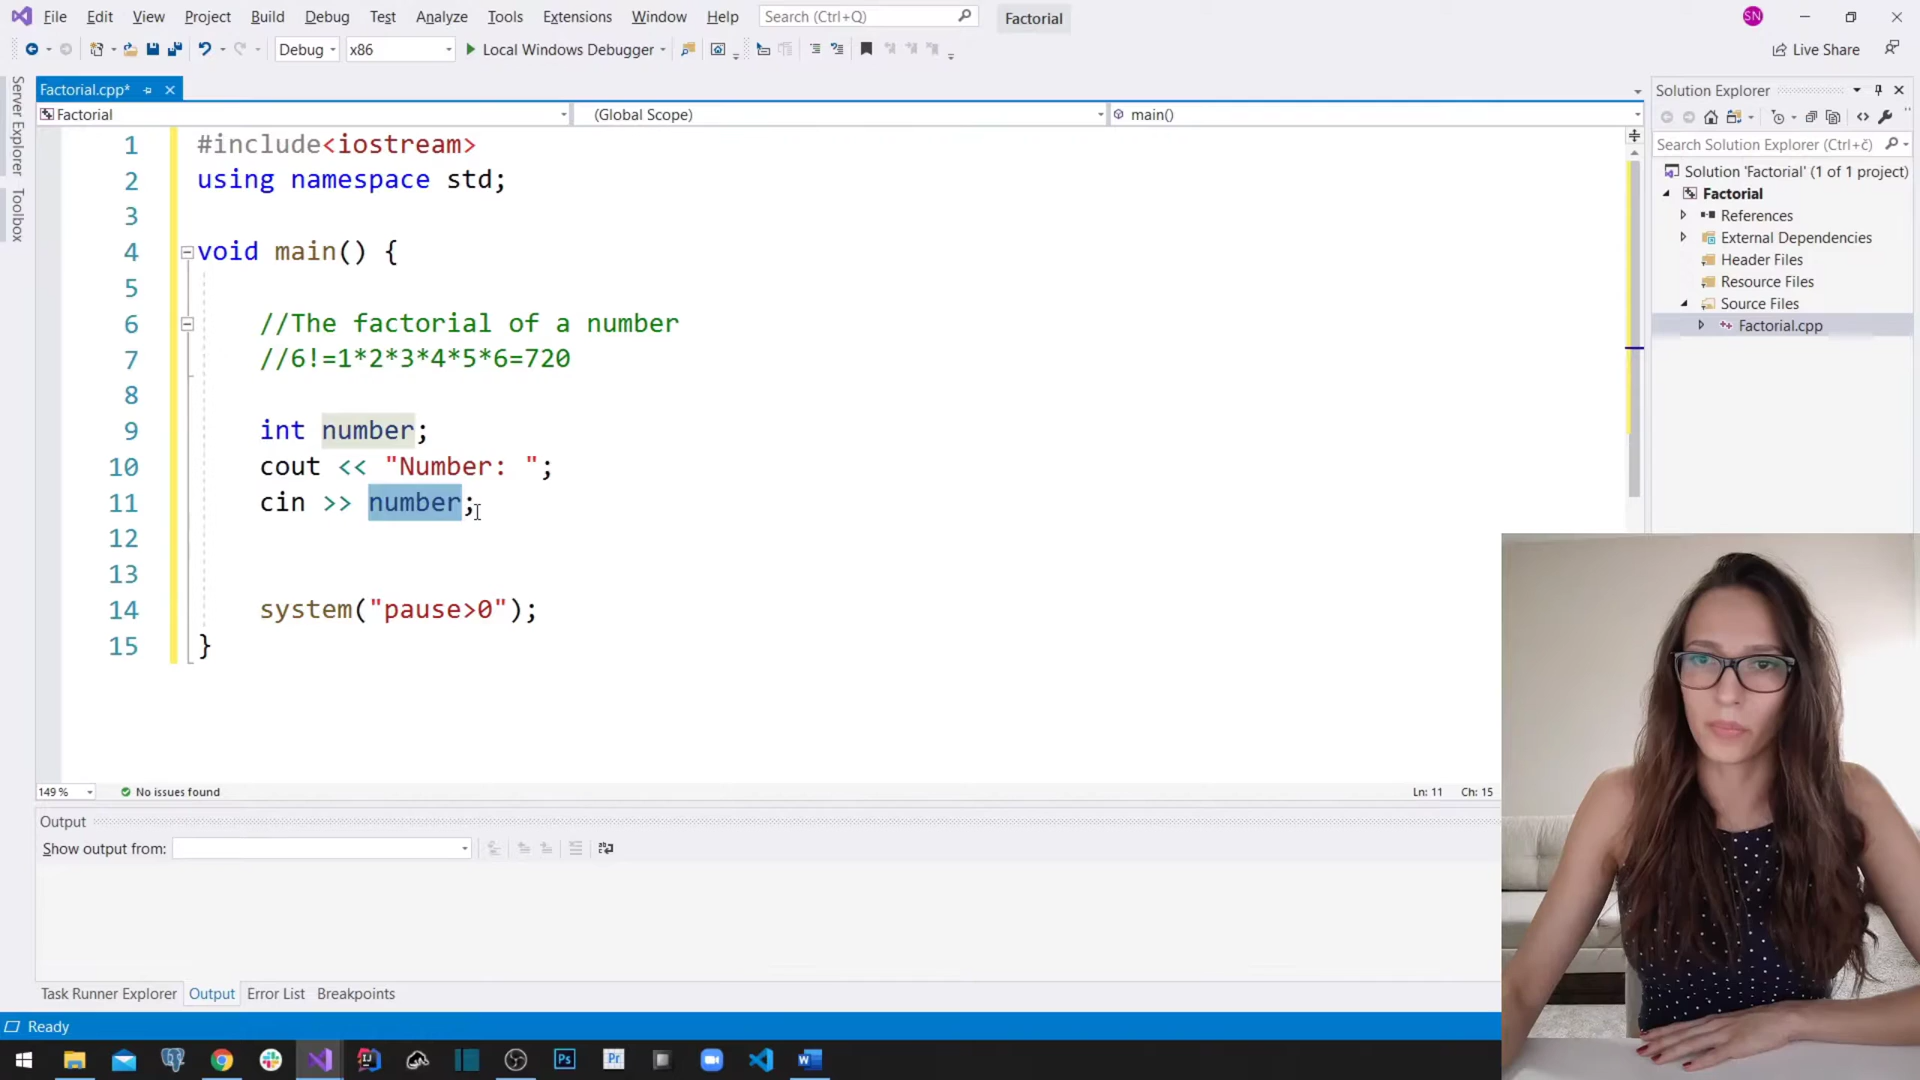 File Edit View Project Build Debug Test Analyze Tools Extensions Window Help Search (Ctrl+Q) Factorial SN
Debug x86 Local Windows Debugger Live Share
Server Explorer
Toolbox
Factorial.cpp*
Factorial (Global Scope) main()
1 #include<iostream>
2 using namespace std;
3
4 void main() {
5
6 //The factorial of a number
7 //6!=1*2*3*4*5*6=720
8
9 int number;
10 cout << "Number: ";
11 cin >> number;
12
13
14 system("pause>0");
15 }
149 % No issues found Ln: 11 Ch: 15
Output
Show output from:
Task Runner Explorer Output Error List Breakpoints
Ready
Solution Explorer
Search Solution Explorer (Ctrl+č)
Solution 'Factorial' (1 of 1 project)
Factorial
References
External Dependencies
Header Files
Resource Files
Source Files
Factorial.cpp
Ps
Pr